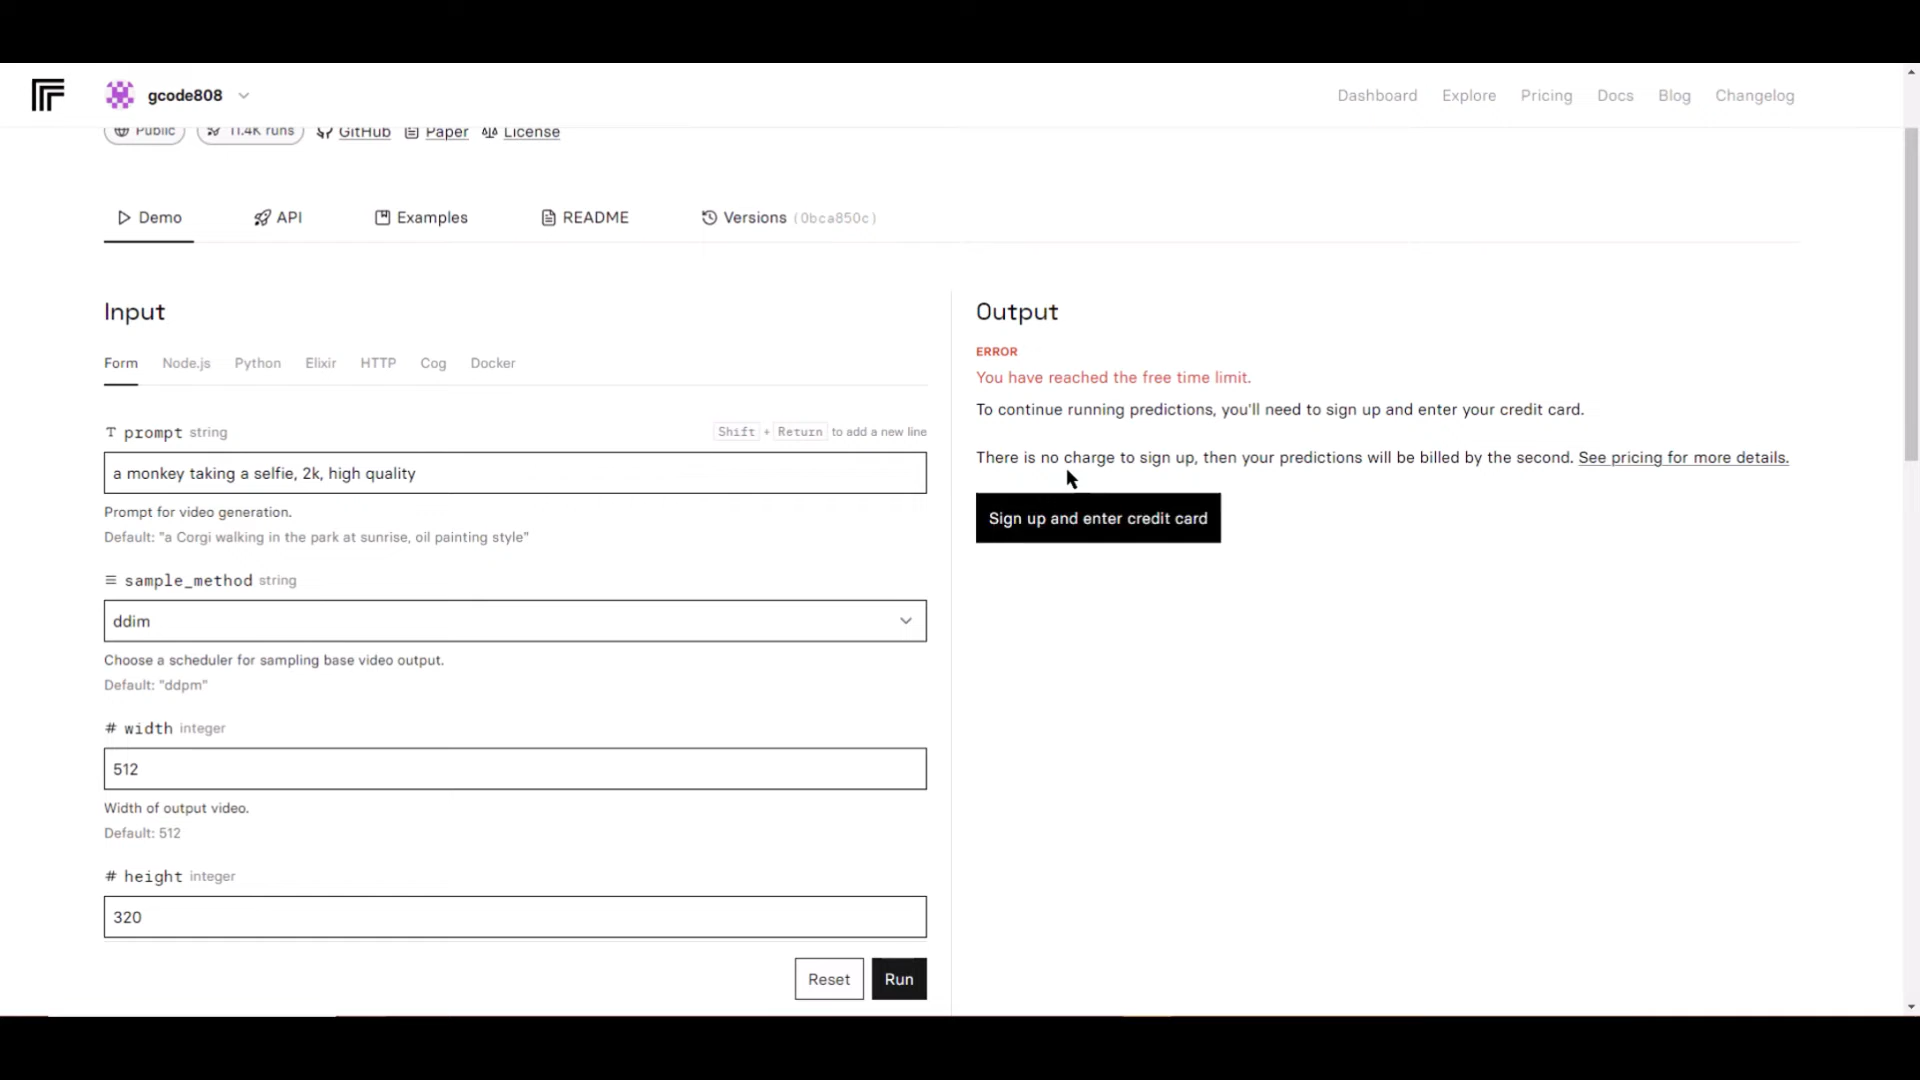 gcode808
Dashboard Explore Pricing Docs Blog Changelog
Public 11.4K runs GitHub Paper License
Demo API Examples README Versions (0bca850c)
Input
Form Node.js Python Elixir HTTP Cog Docker
prompt string Shift + Return to add a new line
a monkey taking a selfie, 2k, high quality
Prompt for video generation.
Default: "a Corgi walking in the park at sunrise, oil painting style"
sample_method string
ddim
Choose a scheduler for sampling base video output.
Default: "ddpm"
# width integer
512
Width of output video.
Default: 512
# height integer
320
Reset Run
Output
ERROR
You have reached the free time limit.
To continue running predictions, you'll need to sign up and enter your credit card.
There is no charge to sign up, then your predictions will be billed by the second. See pricing for more details.
Sign up and enter credit card